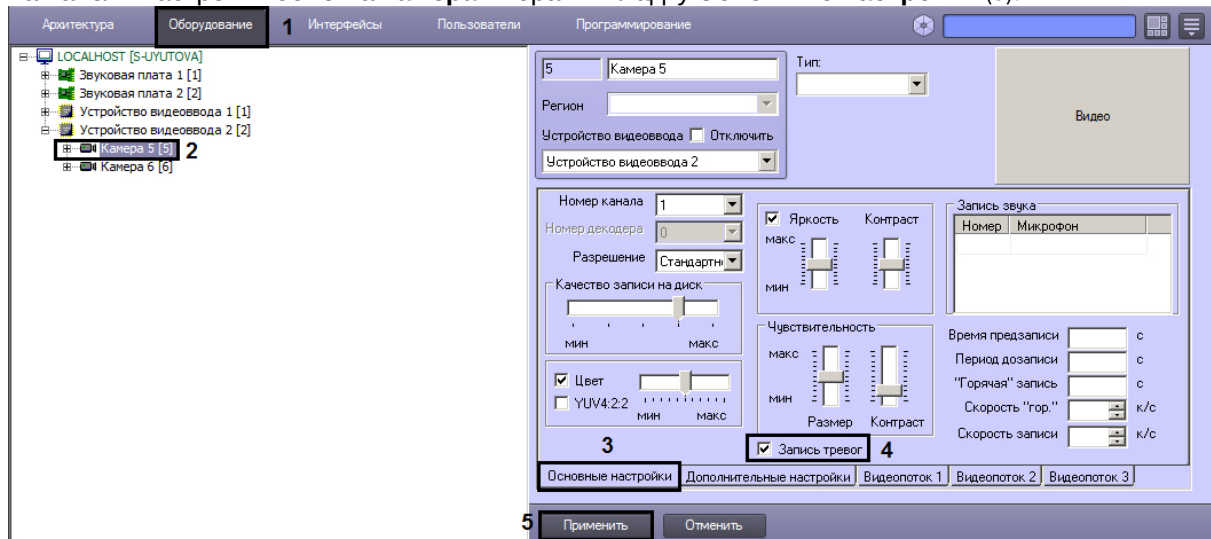 Архитектура Оборудование 1 Интерфейсы Пользователи Программирование
LOCALHOST [S-UYUTOVA]
Звуковая плата 1 [1]
Звуковая плата 2 [2]
Устройство видеоввода 1 [1]
Устройство видеоввода 2 [2]
Камера 5 [5] 2
Камера 6 [6]
5 Камера 5
Тип:
Регион
Устройство видеоввода Отключить
Устройство видеоввода 2
Видео
Номер канала 1
Номер декодера 0
Разрешение Стандартн
Качество записи на диск
мин макс
Цвет
YUV4:2:2
мин макс
3
Яркость Контраст
макс
мин
Чувствительность
макс
мин
Размер Контраст
Запись тревог 4
Запись звука
Номер Микрофон
Время предзаписи с
Период дозаписи с
"Горячая" запись с
Скорость "гор." к/с
Скорость записи к/с
Основные настройки Дополнительные настройки Видеопоток 1 Видеопоток 2 Видеопоток 3
5 Применить Отменить